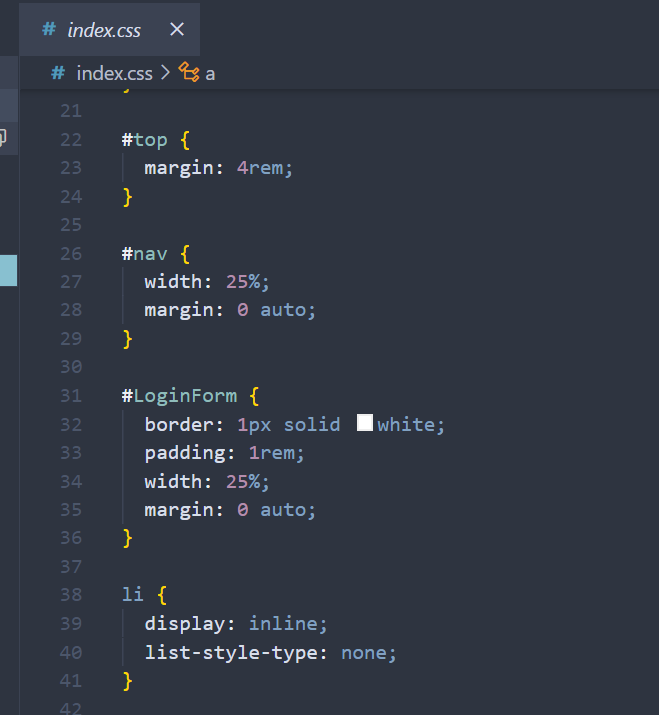 # index.css ×
# index.css > a
21
22 #top {
23   margin: 4rem;
24 }
25
26 #nav {
27   width: 25%;
28   margin: 0 auto;
29 }
30
31 #LoginForm {
32   border: 1px solid white;
33   padding: 1rem;
34   width: 25%;
35   margin: 0 auto;
36 }
37
38 li {
39   display: inline;
40   list-style-type: none;
41 }
42